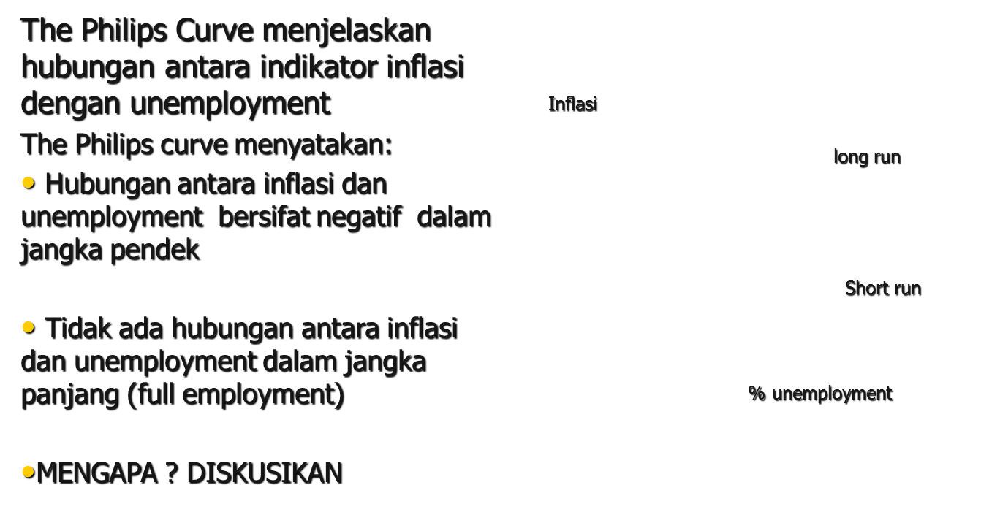 The Philips Curve menjelaskan
hubungan antara indikator inflasi
dengan unemployment
The Philips curve menyatakan:
• Hubungan antara inflasi dan
unemployment bersifat negatif dalam
jangka pendek
• Tidak ada hubungan antara inflasi
dan unemployment dalam jangka
panjang (full employment)
•MENGAPA ? DISKUSIKAN
Inflasi
long run
Short run
% unemployment